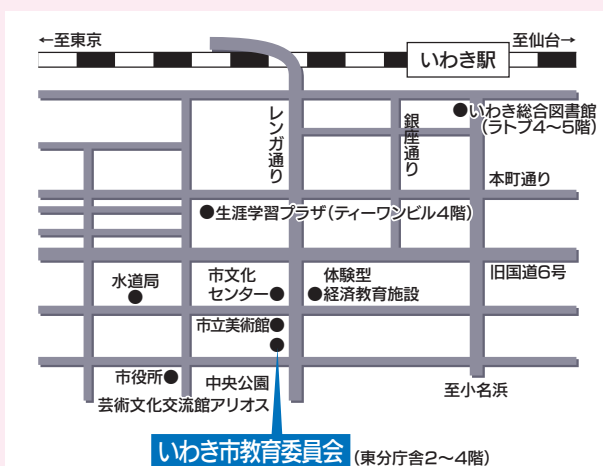 ←至東京
至仙台→
いわき駅
いわき総合図書館
(ラトブ4〜5階)
レンガ通り
銀座通り
本町通り
生涯学習プラザ(ティーワンビル4階)
旧国道6号
水道局
市文化
センター
体験型
経済教育施設
市立美術館
市役所
中央公園
芸術文化交流館アリオス
至小名浜
いわき市教育委員会 (東分庁舎2〜4階)